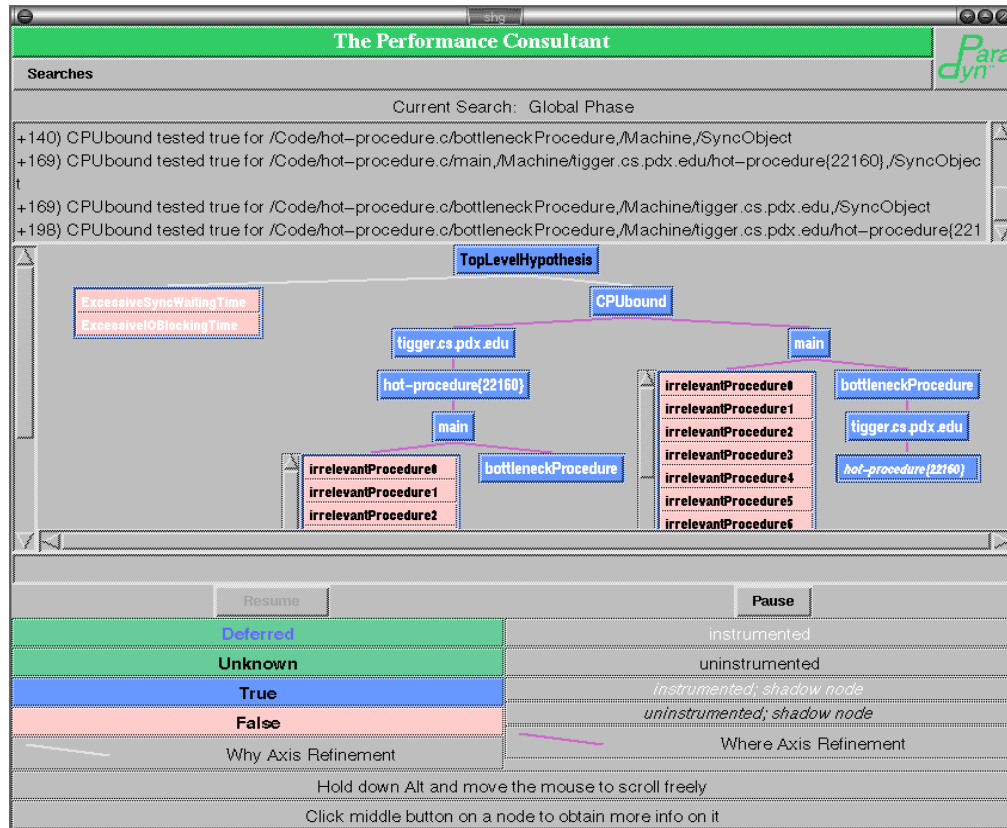 shg
The Performance Consultant
Para
dyn™
Searches
Current Search: Global Phase
+140) CPUbound tested true for /Code/hot-procedure.c/bottleneckProcedure,/Machine,/SyncObject
+169) CPUbound tested true for /Code/hot-procedure.c/main,/Machine/tigger.cs.pdx.edu/hot-procedure{22160},/SyncObjec
t
+169) CPUbound tested true for /Code/hot-procedure.c/bottleneckProcedure,/Machine/tigger.cs.pdx.edu,/SyncObject
+198) CPUbound tested true for /Code/hot-procedure.c/bottleneckProcedure,/Machine/tigger.cs.pdx.edu/hot-procedure{221
TopLevelHypothesis
ExcessiveSyncWaitingTime
ExcessiveIOBlockingTime
CPUbound
tigger.cs.pdx.edu
main
hot-procedure{22160}
irrelevantProcedure0
irrelevantProcedure1
irrelevantProcedure2
irrelevantProcedure3
irrelevantProcedure4
irrelevantProcedure5
irrelevantProcedure6
bottleneckProcedure
tigger.cs.pdx.edu
hot-procedure{22160}
main
irrelevantProcedure0
irrelevantProcedure1
irrelevantProcedure2
bottleneckProcedure
Resume
Pause
Deferred
instrumented
Unknown
uninstrumented
True
instrumented; shadow node
False
uninstrumented; shadow node
Why Axis Refinement
Where Axis Refinement
Hold down Alt and move the mouse to scroll freely
Click middle button on a node to obtain more info on it